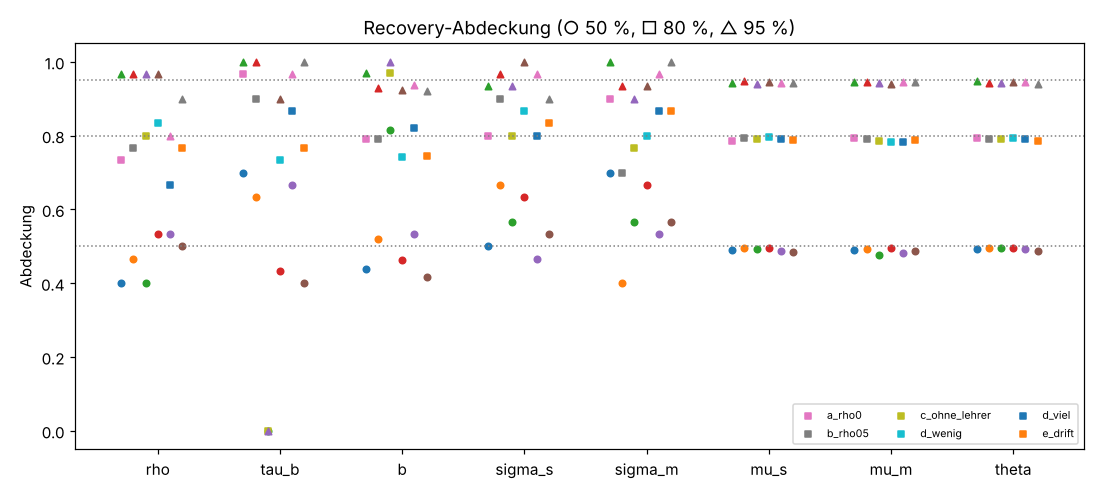 Recovery-Abdeckung (○ 50 %, □ 80 %, △ 95 %)
Abdeckung
1.0
0.8
0.6
0.4
0.2
0.0
rho tau_b b sigma_s sigma_m mu_s mu_m theta
a_rho0 c_ohne_lehrer d_viel
b_rho05 d_wenig e_drift